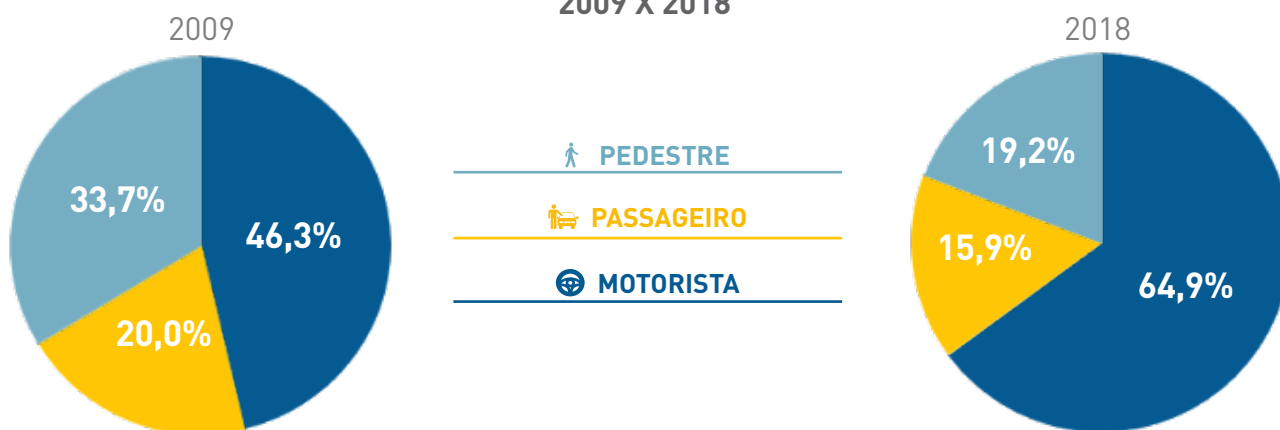 2009 X 2018
2009
2018
33,7%
46,3%
20,0%
PEDESTRE
PASSAGEIRO
MOTORISTA
19,2%
15,9%
64,9%